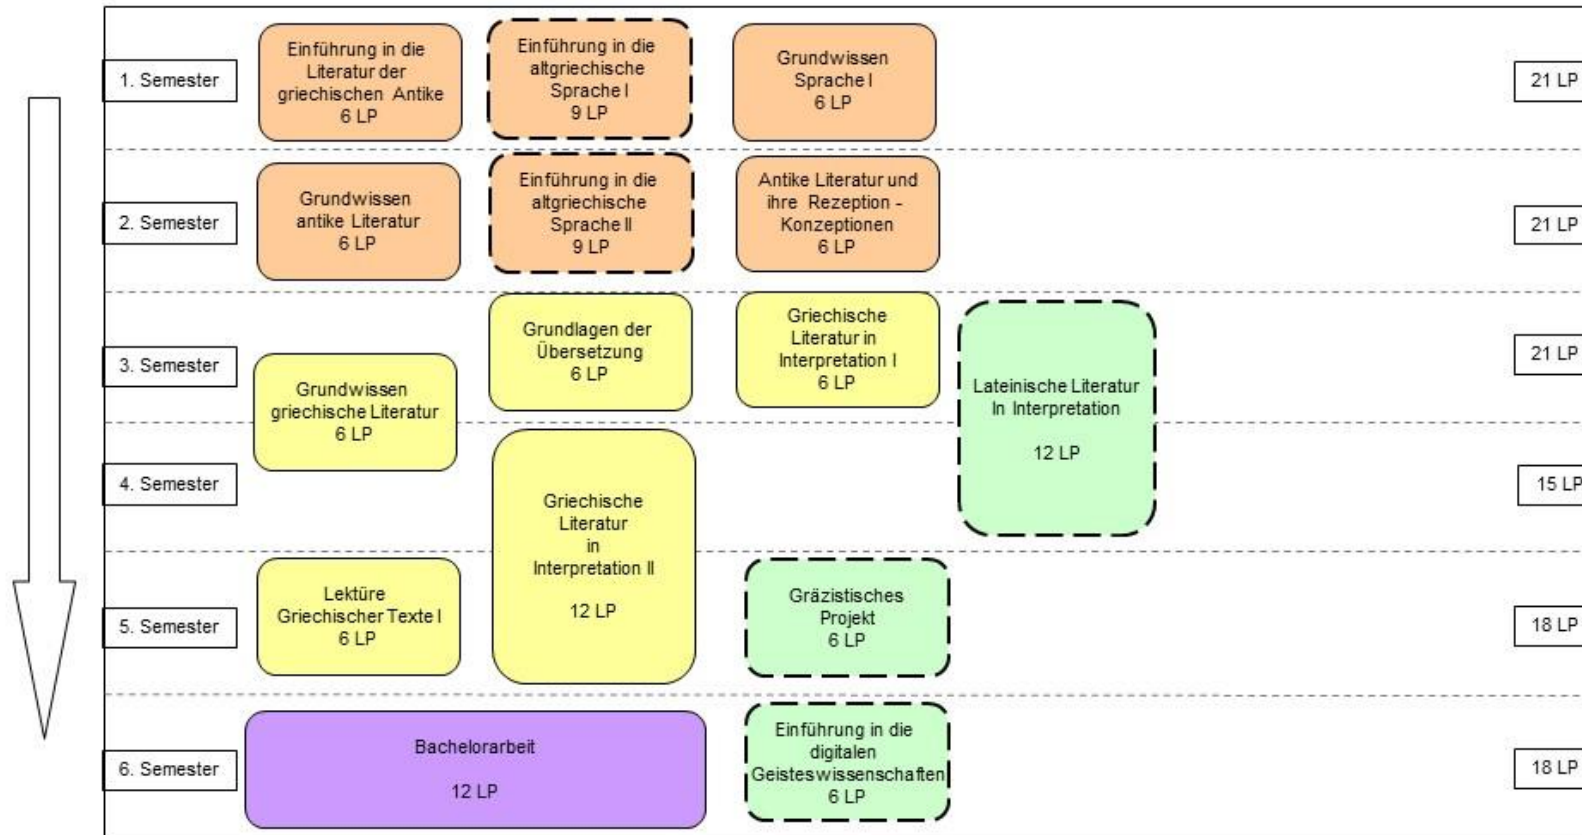 1. Semester
Einführung in die
Literatur der
griechischen Antike
6 LP
Einführung in die
altgriechische
Sprache I
9 LP
Grundwissen
Sprache I
6 LP
21 LP
2. Semester
Grundwissen
antike Literatur
6 LP
Einführung in die
altgriechische
Sprache II
9 LP
Antike Literatur und
ihre Rezeption -
Konzeptionen
6 LP
21 LP
3. Semester
Grundwissen
griechische Literatur
6 LP
Grundlagen der
Übersetzung
6 LP
Griechische
Literatur in
Interpretation I
6 LP
Lateinische Literatur
In Interpretation
12 LP
21 LP
4. Semester
Griechische
Literatur
in
Interpretation II
12 LP
15 LP
5. Semester
Lektüre
Griechischer Texte I
6 LP
Gräzistisches
Projekt
6 LP
18 LP
6. Semester
Bachelorarbeit
12 LP
Einführung in die
digitalen
Geisteswissenschaften
6 LP
18 LP